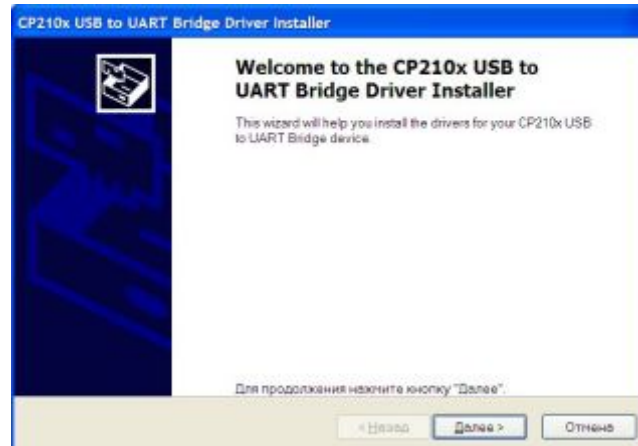 CP210x USB to UART Bridge Driver Installer
Welcome to the CP210x USB to
UART Bridge Driver Installer
This wizard will help you install the drivers for your CP210x USB
to UART Bridge device.
Для продолжения нажмите кнопку "Далее".
< Назад Далее > Отмена